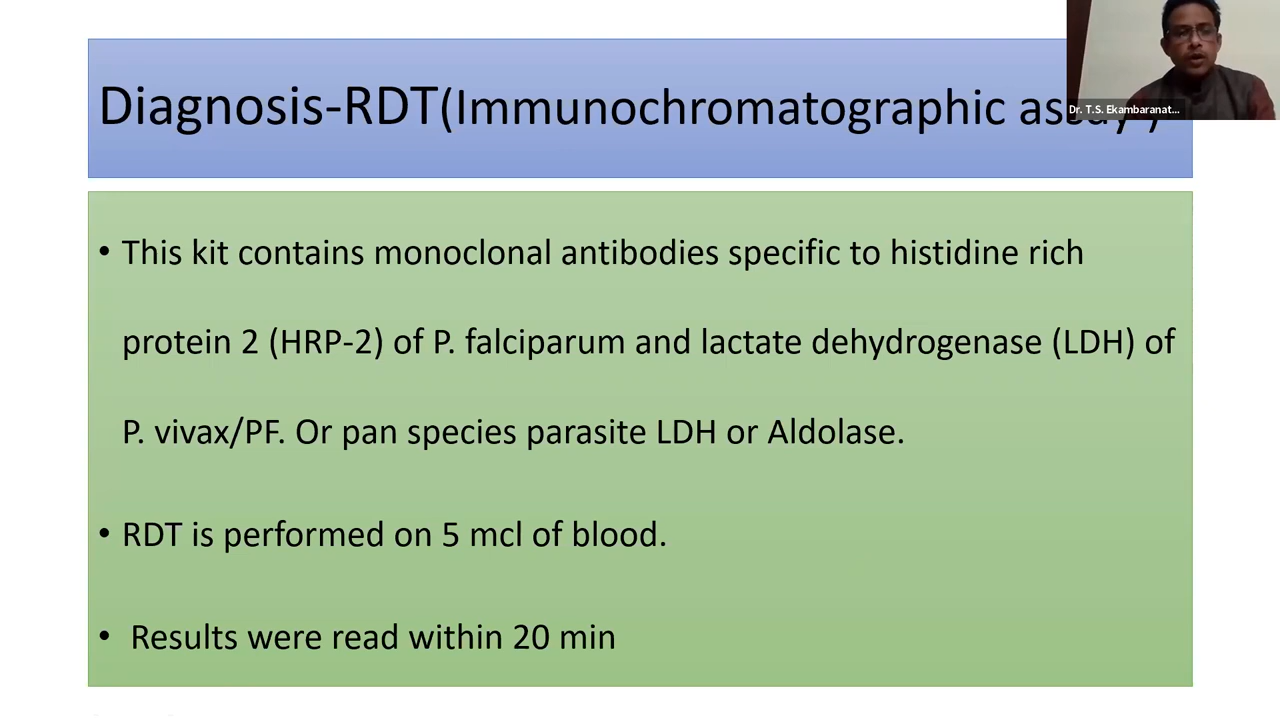 Diagnosis-RDT(Immunochromatographic assay )
Dr. T.S. Ekambaranat...
• This kit contains monoclonal antibodies specific to histidine rich
protein 2 (HRP-2) of P. falciparum and lactate dehydrogenase (LDH) of
P. vivax/PF. Or pan species parasite LDH or Aldolase.
• RDT is performed on 5 mcl of blood.
• Results were read within 20 min